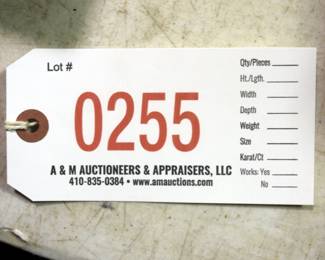 Lot #
0255
A & M AUCTIONEERS & APPRAISERS, LLC
410-835-0384 • www.amauctions.com
Qty/Pieces
Ht./Lgth.
Width
Depth
Weight
Size
Karat/Ct
Works: Yes
No